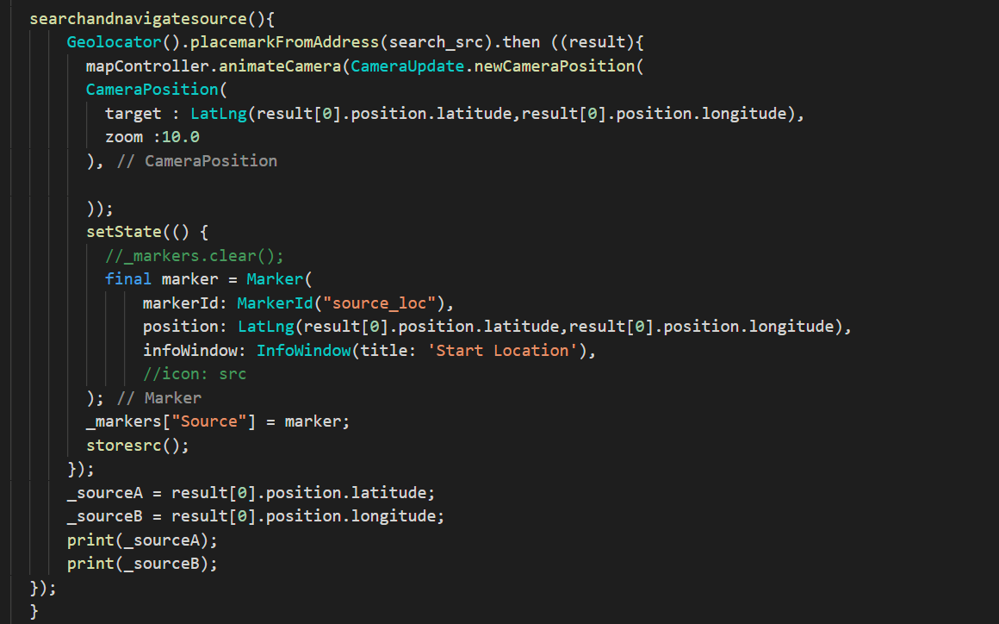 searchandnavigatesource(){
Geolocator().placemarkFromAddress(search_src).then ((result){
mapController.animateCamera(CameraUpdate.newCameraPosition(
CameraPosition(
target : LatLng(result[0].position.latitude,result[0].position.longitude),
zoom :10.0
), // CameraPosition
));
setState(() {
//_markers.clear();
final marker = Marker(
markerId: MarkerId("source_loc"),
position: LatLng(result[0].position.latitude,result[0].position.longitude),
infoWindow: InfoWindow(title: 'Start Location'),
//icon: src
); // Marker
_markers["Source"] = marker;
storesrc();
});
_sourceA = result[0].position.latitude;
_sourceB = result[0].position.longitude;
print(_sourceA);
print(_sourceB);
});
}